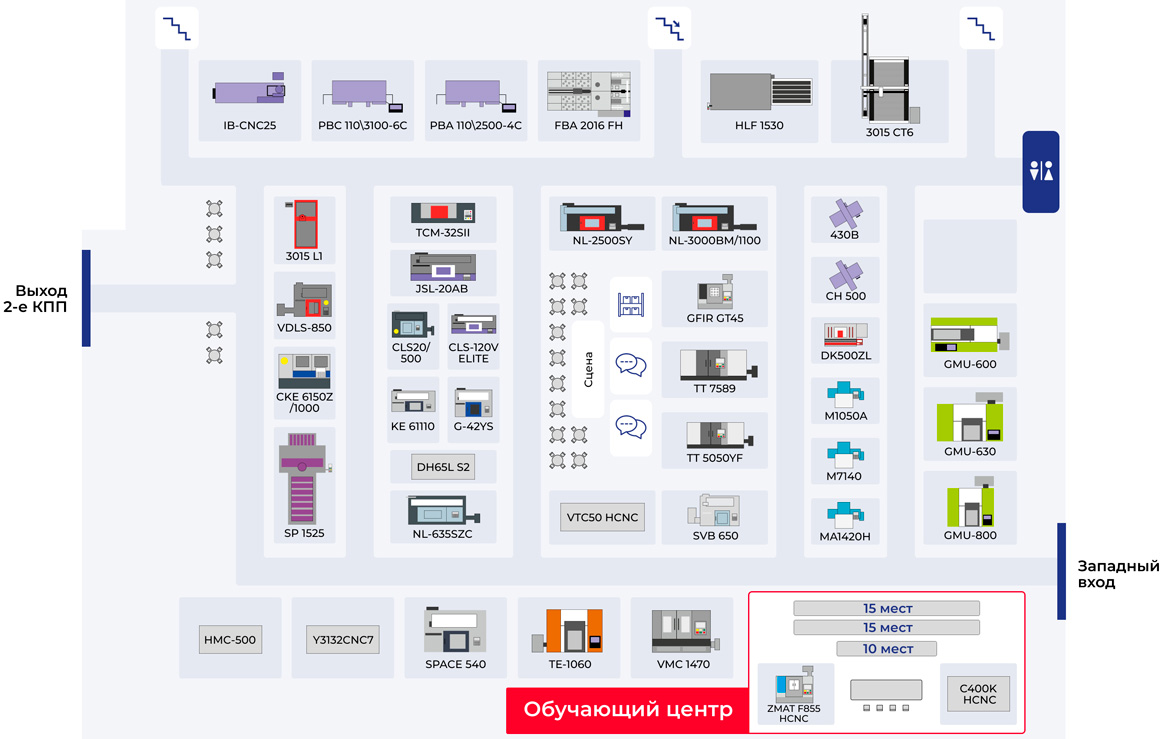 IB-CNC25
PBC 110\3100-6C
PBA 110\2500-4C
FBA 2016 FH
HLF 1530
3015 CT6
Выход
2-е КПП
3015 L1
VDLS-850
CKE 6150Z
/1000
SP 1525
TCM-32SII
JSL-20AB
CLS20/
500
CLS-120V
ELITE
KE 61110
G-42YS
DH65L S2
NL-635SZC
NL-2500SY
NL-3000BM/1100
Сцена
GFIR GT45
TT 7589
TT 5050YF
VTC50 HCNC
SVB 650
430B
CH 500
DK500ZL
M1050A
M7140
MA1420H
GMU-600
GMU-630
GMU-800
Западный
вход
HMC-500
Y3132CNC7
SPACE 540
TE-1060
VMC 1470
15 мест
15 мест
10 мест
ZMAT F855
HCNC
C400K
HCNC
Обучающий центр